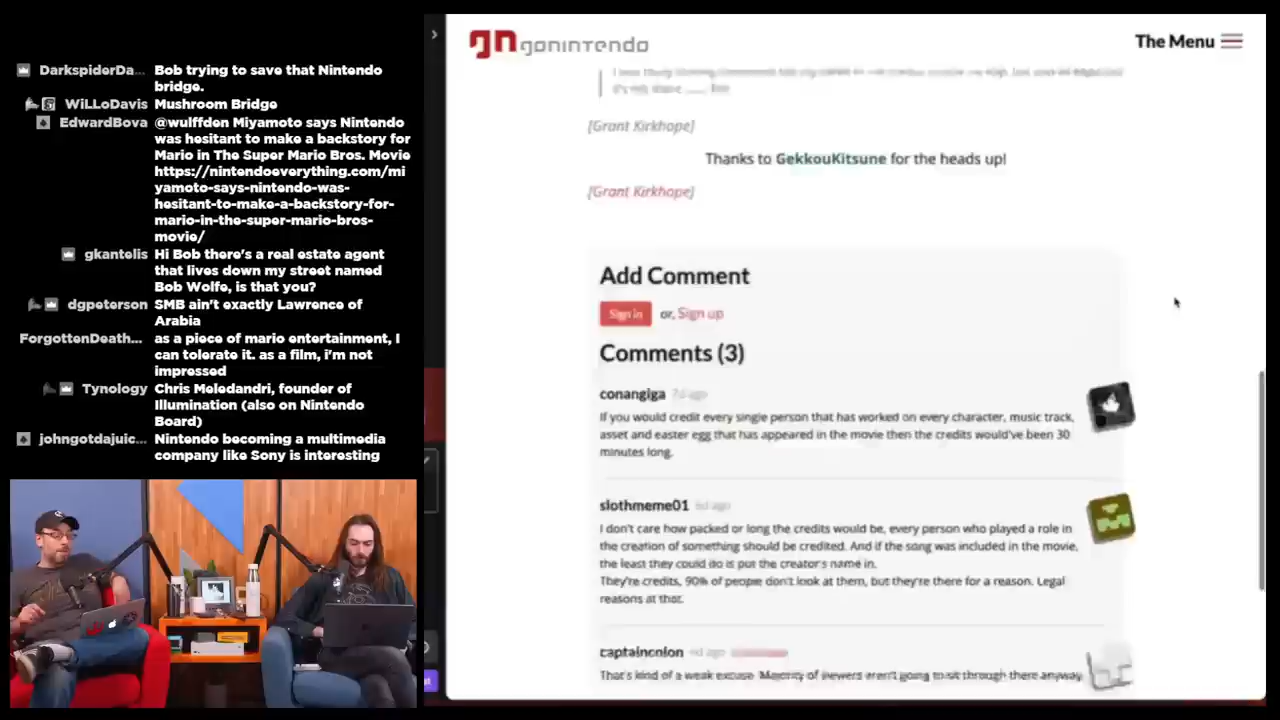 DarkspiderDa... Bob trying to save that Nintendo
bridge.
WiLLoDavis Mushroom Bridge
EdwardBova @wulffden Miyamoto says Nintendo
was hesitant to make a backstory for
Mario in The Super Mario Bros. Movie
https://nintendoeverything.com/mi
yamoto-says-nintendo-was-
hesitant-to-make-a-backstory-for-
mario-in-the-super-mario-bros-
movie/
gkantelis Hi Bob there's a real estate agent
that lives down my street named
Bob Wolfe, is that you?
dgpeterson SMB ain't exactly Lawrence of
Arabia
ForgottenDeath... as a piece of mario entertainment, I
can tolerate it. as a film, i'm not
impressed
Tynology Chris Meledandri, founder of
Illumination (also on Nintendo
Board)
johngotdajuic... Nintendo becoming a multimedia
company like Sony is interesting
gn gonintendo
The Menu
[Grant Kirkhope]
Thanks to GekkouKitsune for the heads up!
[Grant Kirkhope]
Add Comment
Sign in or, Sign up
Comments (3)
conangiga 7d ago
If you would credit every single person that has worked on every character, music track,
asset and easter egg that has appeared in the movie then the credits would've been 30
minutes long.
slothmeme01 6d ago
I don't care how packed or long the credits would be, every person who played a role in
the creation of something should be credited. And if the song was included in the movie,
the least they could do is put the creator's name in.
They're credits, 90% of people don't look at them, but they're there for a reason. Legal
reasons at that.
captainolon ago
That's kind of a weak excuse. Majority of viewers aren't going to sit through there anyway.